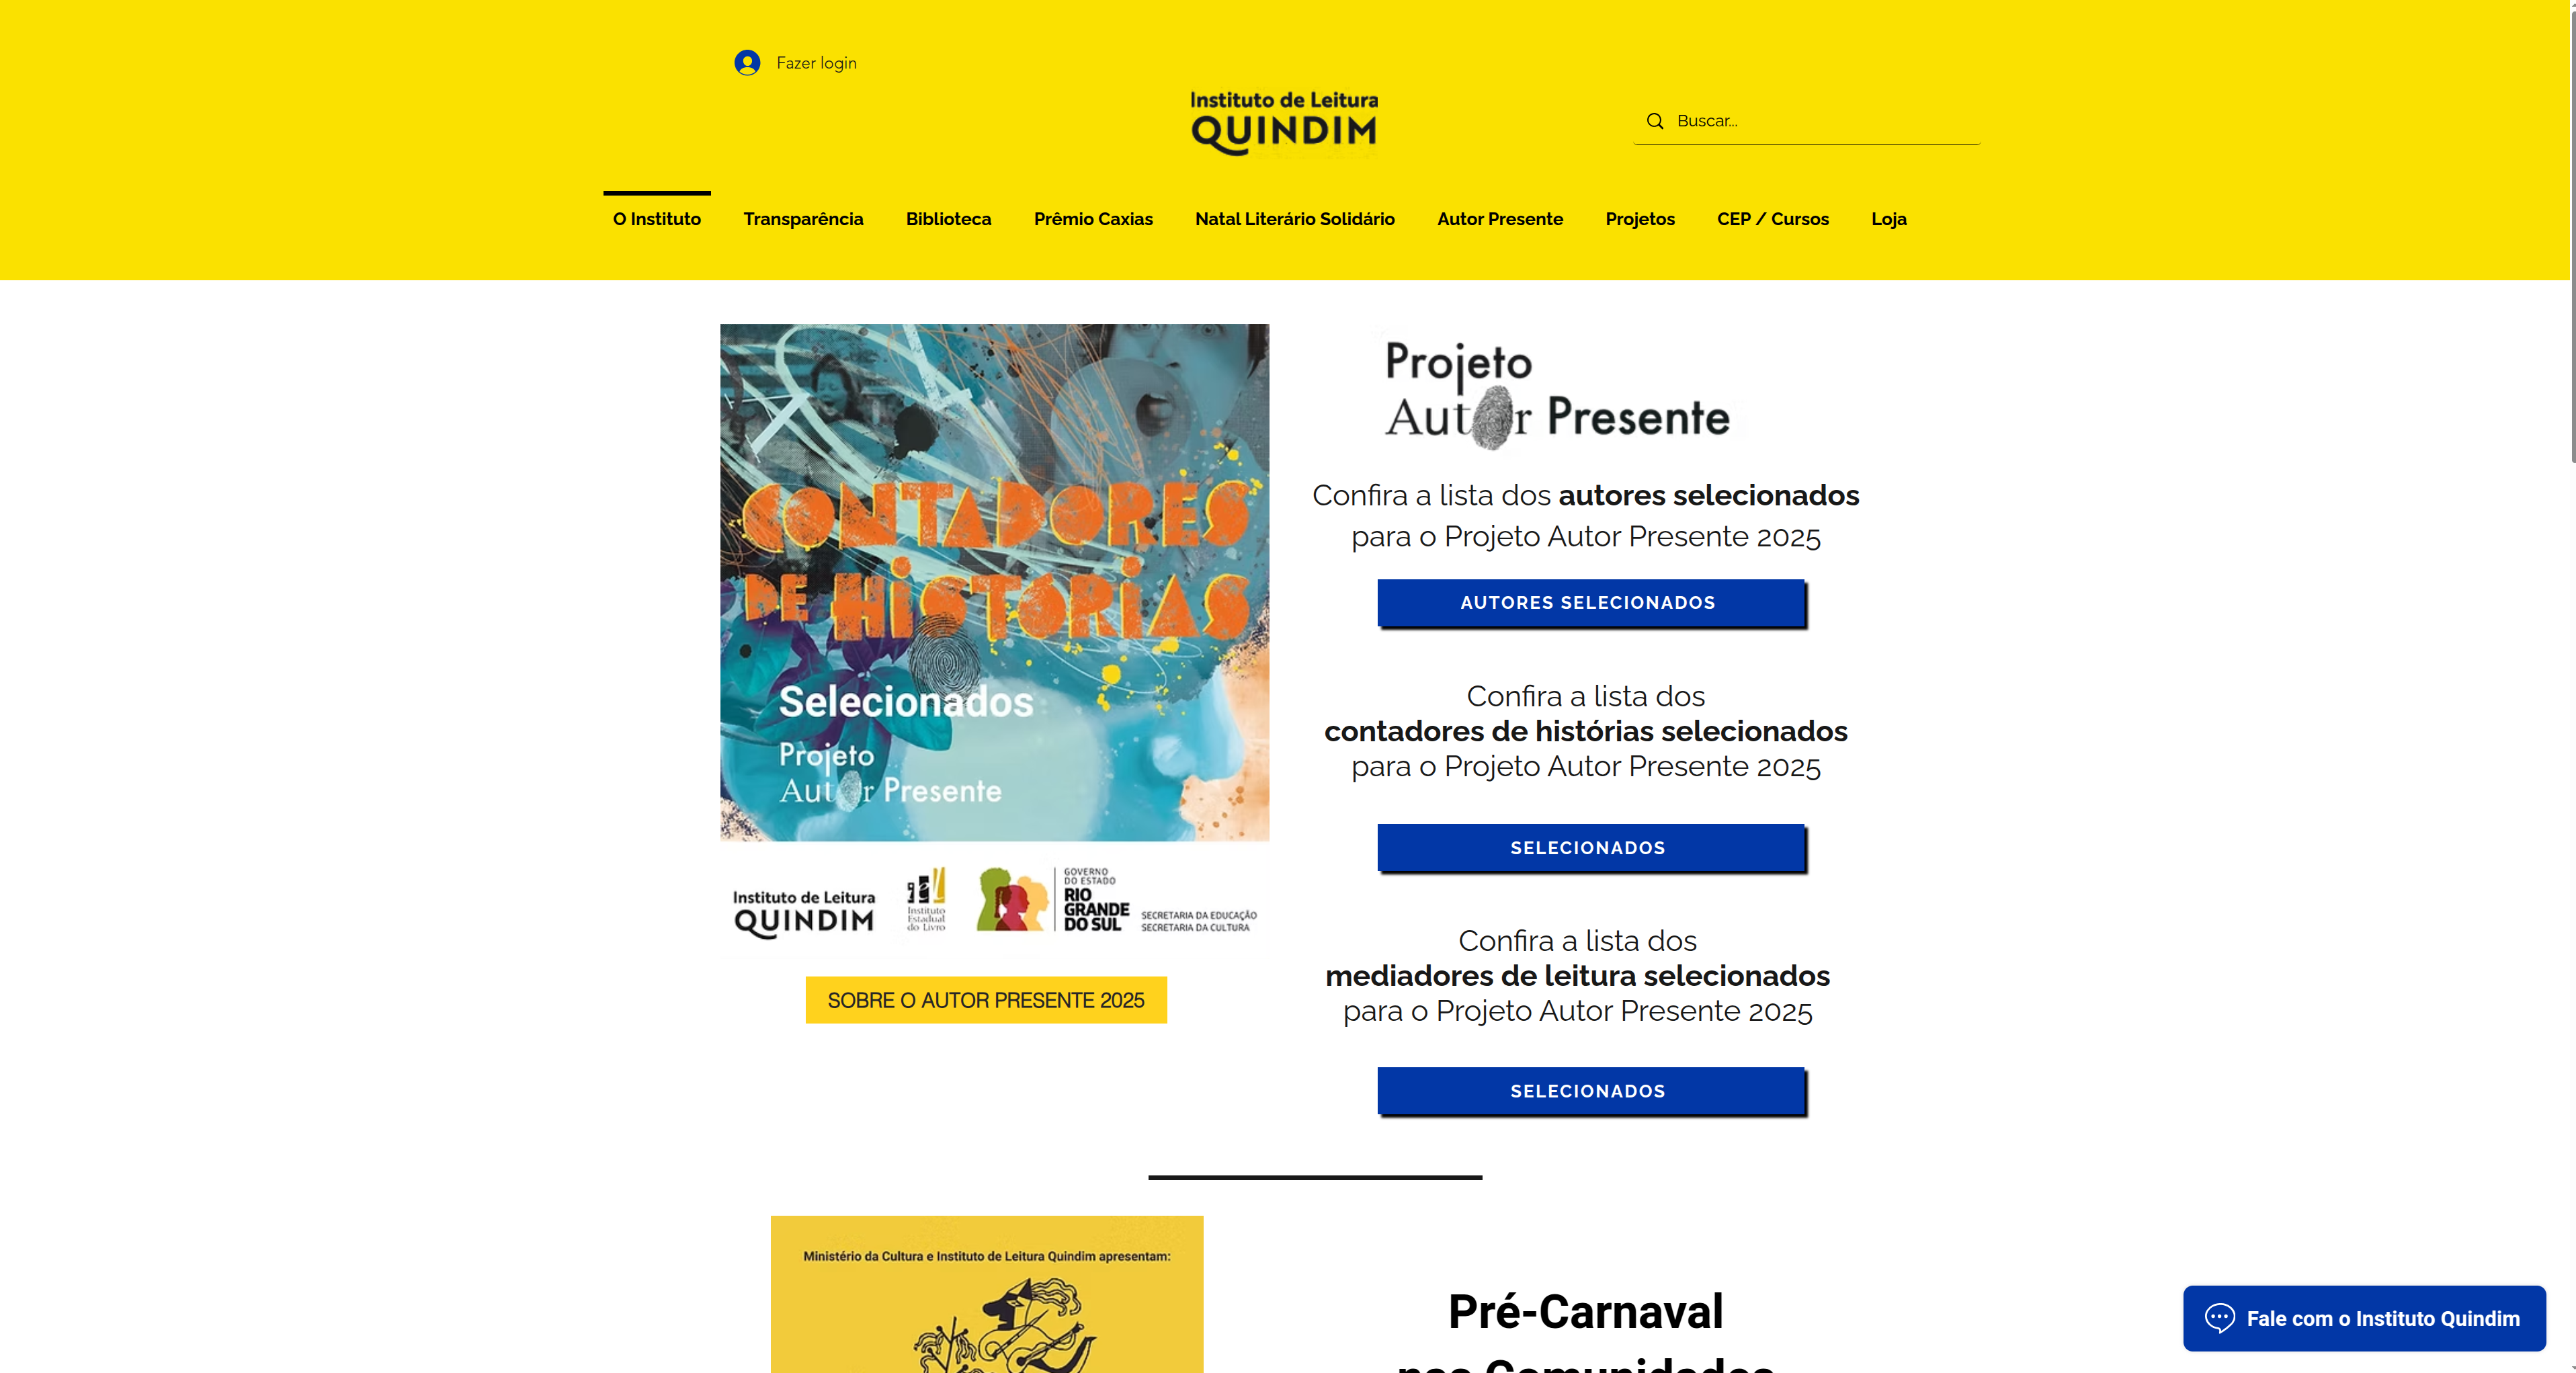 Fazer login
Instituto de Leitura
QUINDIM
Buscar...
O Instituto
Transparência
Biblioteca
Prêmio Caxias
Natal Literário Solidário
Autor Presente
Projetos
CEP / Cursos
Loja
CONTADORES
DE HISTÓRIAS
Selecionados
Projeto
Autor Presente
Instituto de Leitura
QUINDIM
iel
Instituto
Estadual
do Livro
GOVERNO
DO ESTADO
RIO
GRANDE
DO SUL
SECRETARIA DA EDUCAÇÃO
SECRETARIA DA CULTURA
SOBRE O AUTOR PRESENTE 2025
Projeto
Autor Presente
Confira a lista dos autores selecionados
para o Projeto Autor Presente 2025
AUTORES SELECIONADOS
Confira a lista dos
contadores de histórias selecionados
para o Projeto Autor Presente 2025
SELECIONADOS
Confira a lista dos
mediadores de leitura selecionados
para o Projeto Autor Presente 2025
SELECIONADOS
Ministério da Cultura e Instituto de Leitura Quindim apresentam:
Pré-Carnaval
nas Comunidades
Fale com o Instituto Quindim